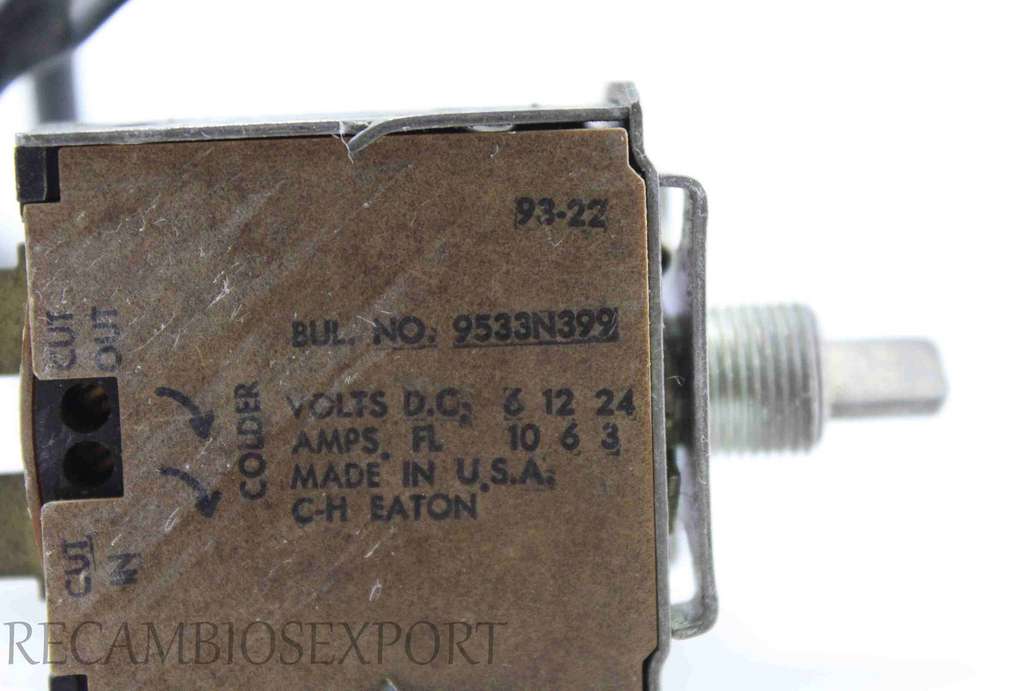 93-22
BUL. NO. 9533N399
VOLTS D.C. 6 12 24
AMPS. FL 10 6 3
MADE IN U.S.A.
C-H EATON
CUT
OUT
COLDER
CUT
IN
RECAMBIOSEXPORT